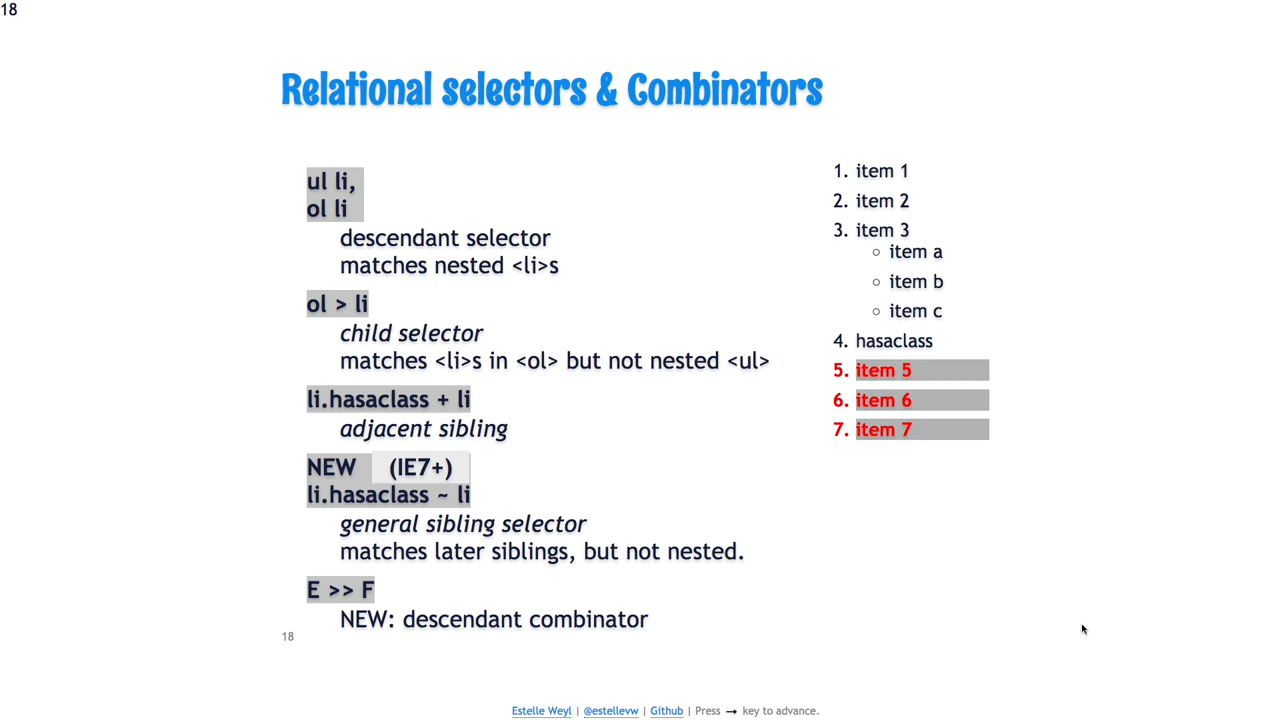 18
Relational selectors & Combinators
ul li,
ol li
descendant selector
matches nested <li>s
ol > li
child selector
matches <li>s in <ol> but not nested <ul>
li.hasaclass + li
adjacent sibling
NEW (IE7+)
li.hasaclass ~ li
general sibling selector
matches later siblings, but not nested.
E >> F
NEW: descendant combinator
1. item 1
2. item 2
3. item 3
item a
item b
item c
4. hasaclass
5. item 5
6. item 6
7. item 7
18
Estelle Weyl | @estellevw | Github | Press → key to advance.